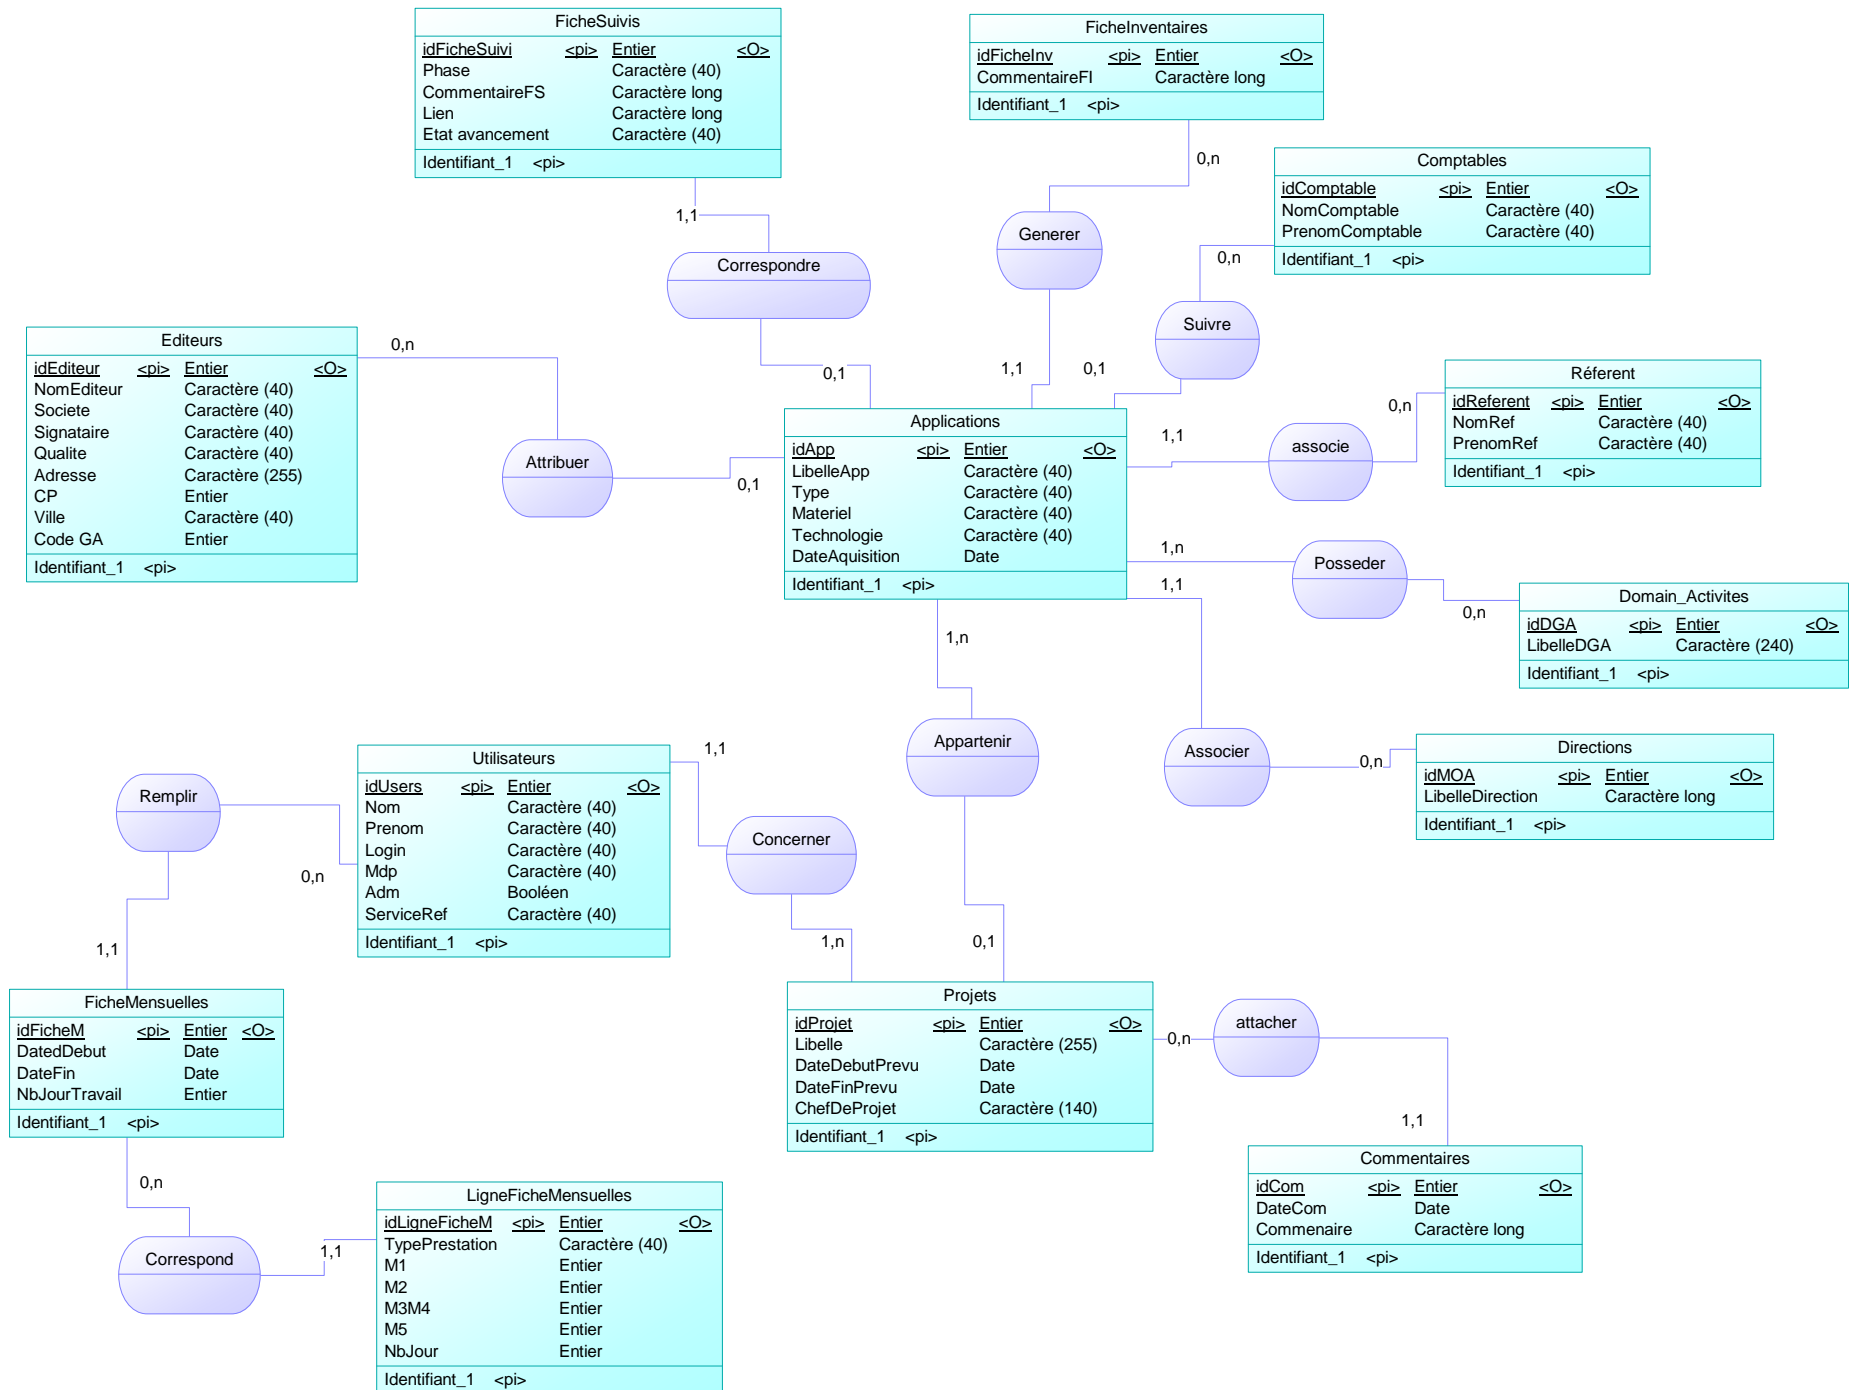 FicheSuivis
idFicheSuivi <pi> Entier <O>
Phase Caractère (40)
CommentaireFS Caractère long
Lien Caractère long
Etat avancement Caractère (40)
Identifiant_1 <pi>
FicheInventaires
idFicheInv <pi> Entier <O>
CommentaireFI Caractère long
Identifiant_1 <pi>
0,n
Comptables
idComptable <pi> Entier <O>
NomComptable Caractère (40)
PrenomComptable Caractère (40)
Identifiant_1 <pi>
1,1
Generer
0,n
Correspondre
Suivre
Editeurs
idEditeur <pi> Entier <O>
NomEditeur Caractère (40)
Societe Caractère (40)
Signataire Caractère (40)
Qualite Caractère (40)
Adresse Caractère (255)
CP Entier
Ville Caractère (40)
Code GA Entier
Identifiant_1 <pi>
0,n
0,1
1,1
0,1
Réferent
idReferent <pi> Entier <O>
NomRef Caractère (40)
PrenomRef Caractère (40)
Identifiant_1 <pi>
0,n
Applications
idApp <pi> Entier <O>
LibelleApp Caractère (40)
Type Caractère (40)
Materiel Caractère (40)
Technologie Caractère (40)
DateAquisition Date
Identifiant_1 <pi>
1,1
associe
Attribuer
0,1
1,n
Posseder
1,1
0,n
Domain_Activites
idDGA <pi> Entier <O>
LibelleDGA Caractère (240)
Identifiant_1 <pi>
1,n
Appartenir
Associer
0,n
Directions
idMOA <pi> Entier <O>
LibelleDirection Caractère long
Identifiant_1 <pi>
Utilisateurs
idUsers <pi> Entier <O>
Nom Caractère (40)
Prenom Caractère (40)
Login Caractère (40)
Mdp Caractère (40)
Adm Booléen
ServiceRef Caractère (40)
Identifiant_1 <pi>
1,1
Remplir
Concerner
0,n
1,1
1,n
0,1
FicheMensuelles
idFicheM <pi> Entier <O>
DatedDebut Date
DateFin Date
NbJourTravail Entier
Identifiant_1 <pi>
Projets
idProjet <pi> Entier <O>
Libelle Caractère (255)
DateDebutPrevu Date
DateFinPrevu Date
ChefDeProjet Caractère (140)
Identifiant_1 <pi>
0,n
attacher
1,1
Commentaires
idCom <pi> Entier <O>
DateCom Date
Commenaire Caractère long
Identifiant_1 <pi>
0,n
Correspond
1,1
LigneFicheMensuelles
idLigneFicheM <pi> Entier <O>
TypePrestation Caractère (40)
M1 Entier
M2 Entier
M3M4 Entier
M5 Entier
NbJour Entier
Identifiant_1 <pi>